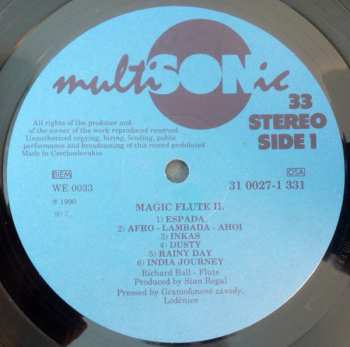 multiSONic
33
STEREO
SIDE 1
All rights of the producer and
of the owner of the work reproduced reserved.
Unauthorized copying, hiring, lending, public
performance and broadcasting of this record prohibited
Made in Czechoslovakia
BIEM
OSA
WE 0033
31 0027-1 331
℗ 1990
MAGIC FLUTE II.
1) ESPADA
2) AFRO - LAMBADA - AHOI
3) INKAS
4) DUSTY
5) RAINY DAY
6) INDIA JOURNEY
Richard Ball - Flute
Produced by Sian Regal
Pressed by Gramofonové závody,
Loděnice